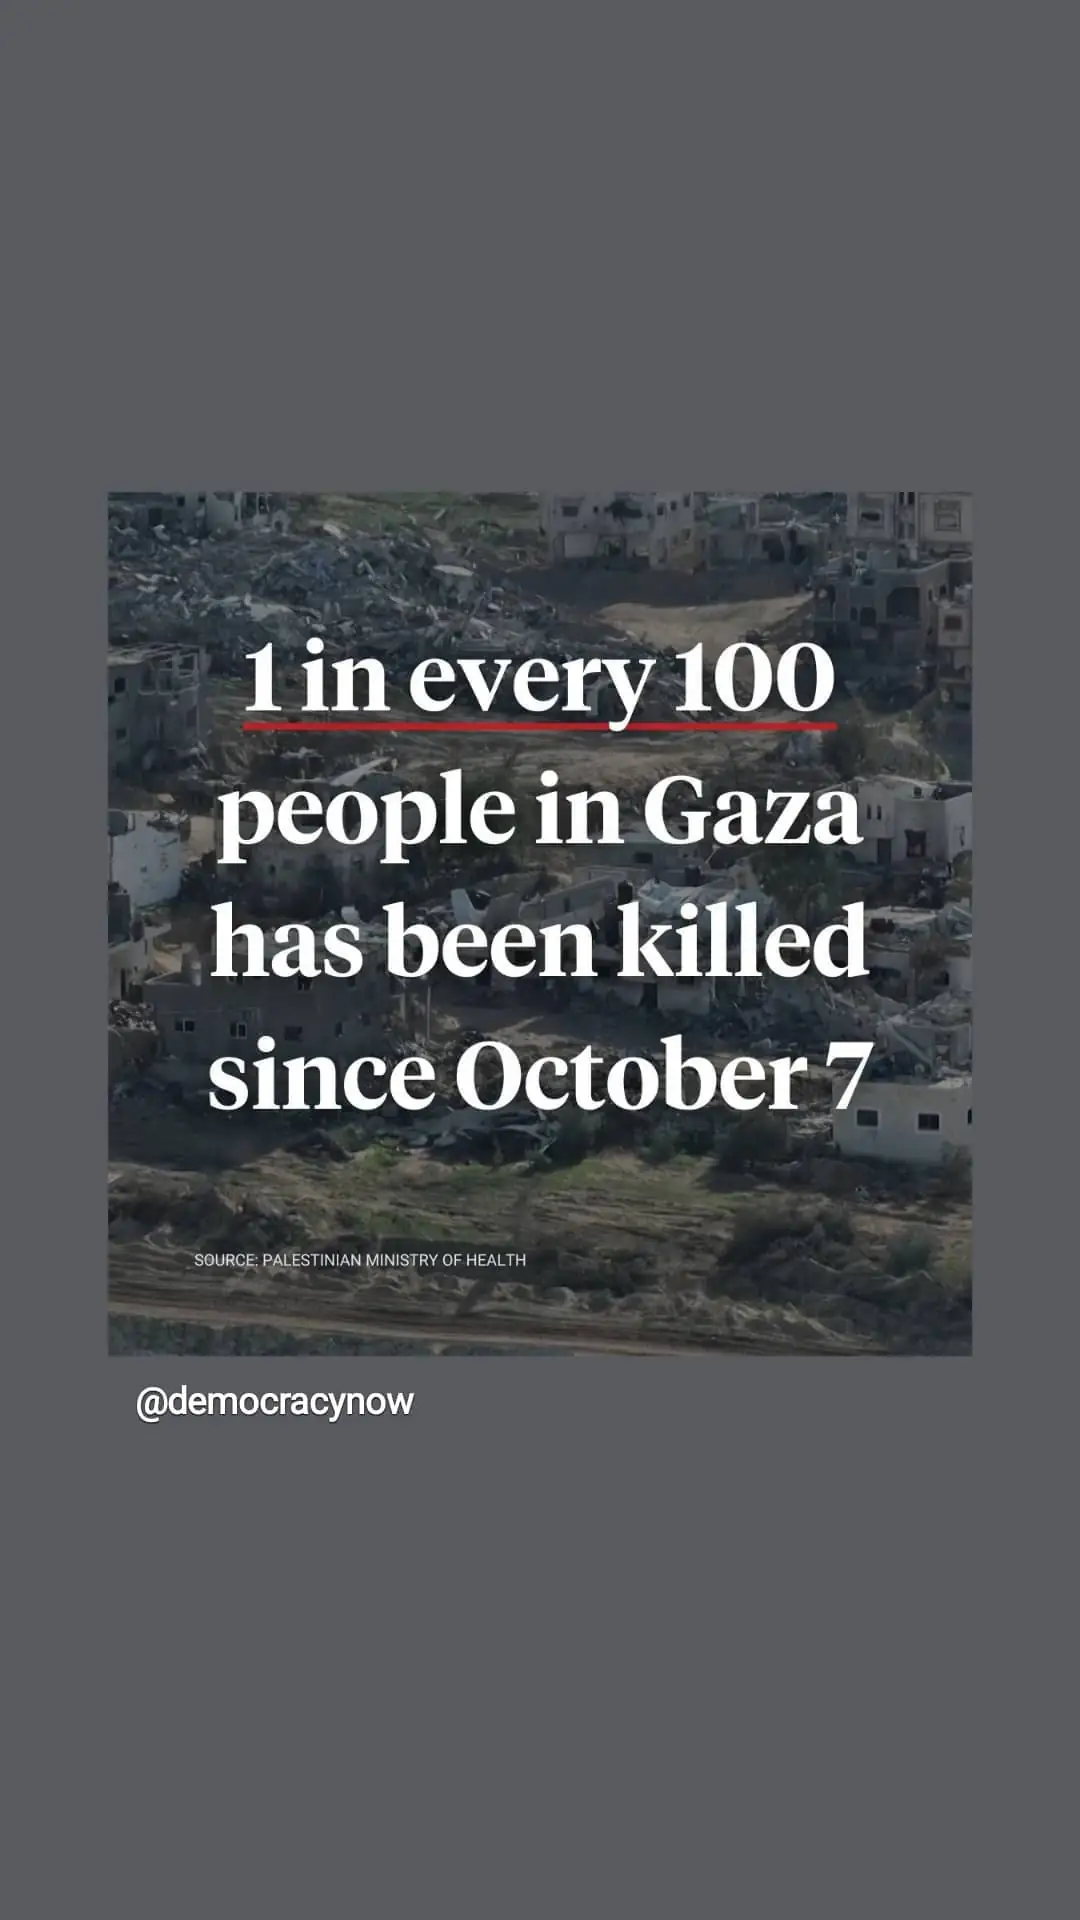 1 in every 100
people in Gaza
has been killed
since October 7
SOURCE: PALESTINIAN MINISTRY OF HEALTH
@democracynow